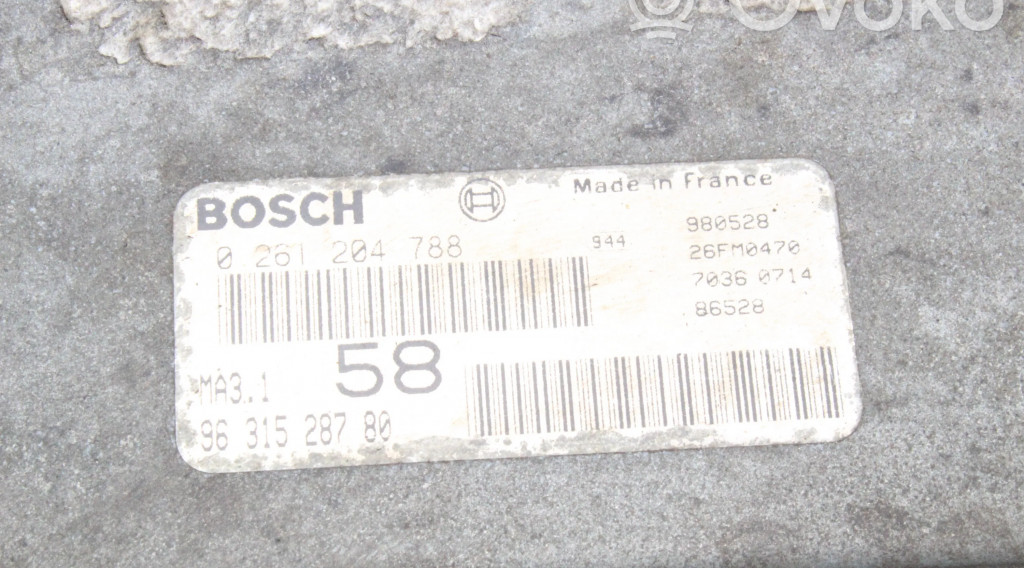 OVOKO
BOSCH
Made in France
0 261 204 788
944
980528
26FM0470
7036 0714
86528
58
MA3.1
96 315 287 80